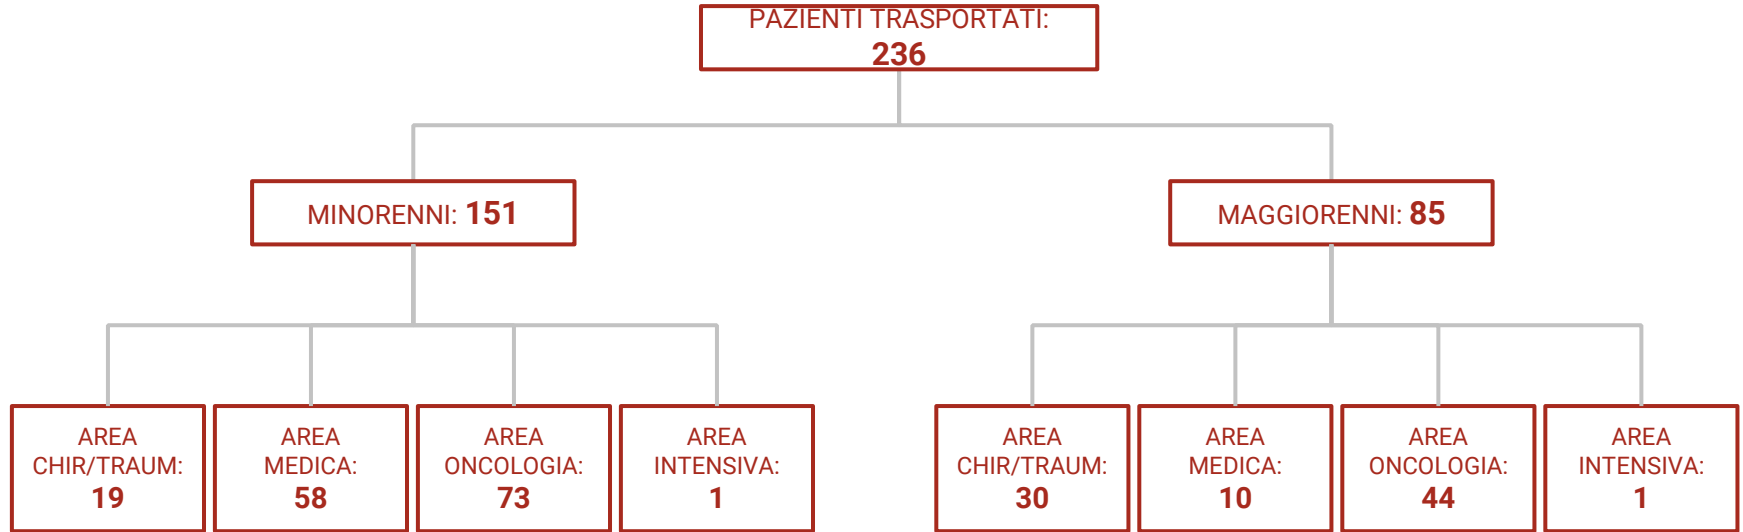 PAZIENTI TRASPORTATI:
236
MINORENNI: 151
MAGGIORENNI: 85
AREA
CHIR/TRAUM:
19
AREA
MEDICA:
58
AREA
ONCOLOGIA:
73
AREA
INTENSIVA:
1
AREA
CHIR/TRAUM:
30
AREA
MEDICA:
10
AREA
ONCOLOGIA:
44
AREA
INTENSIVA:
1